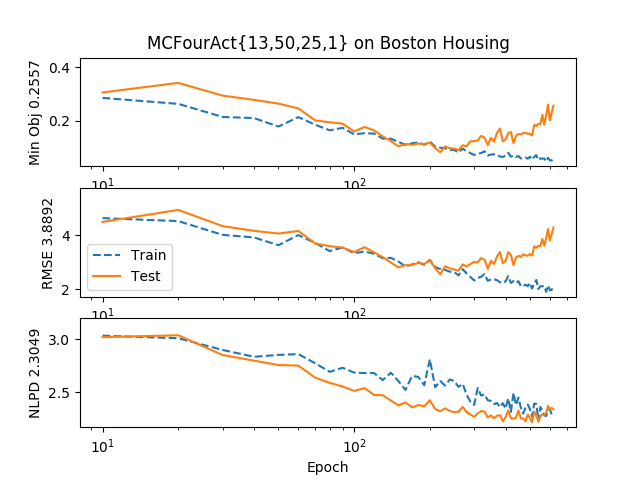 MCFourAct{13,50,25,1} on Boston Housing
Min Obj 0.2557
0.4
0.2
10¹
10²
RMSE 3.8892
4
2
Train
Test
10¹
10²
NLPD 2.3049
3.0
2.5
10¹
10²
Epoch